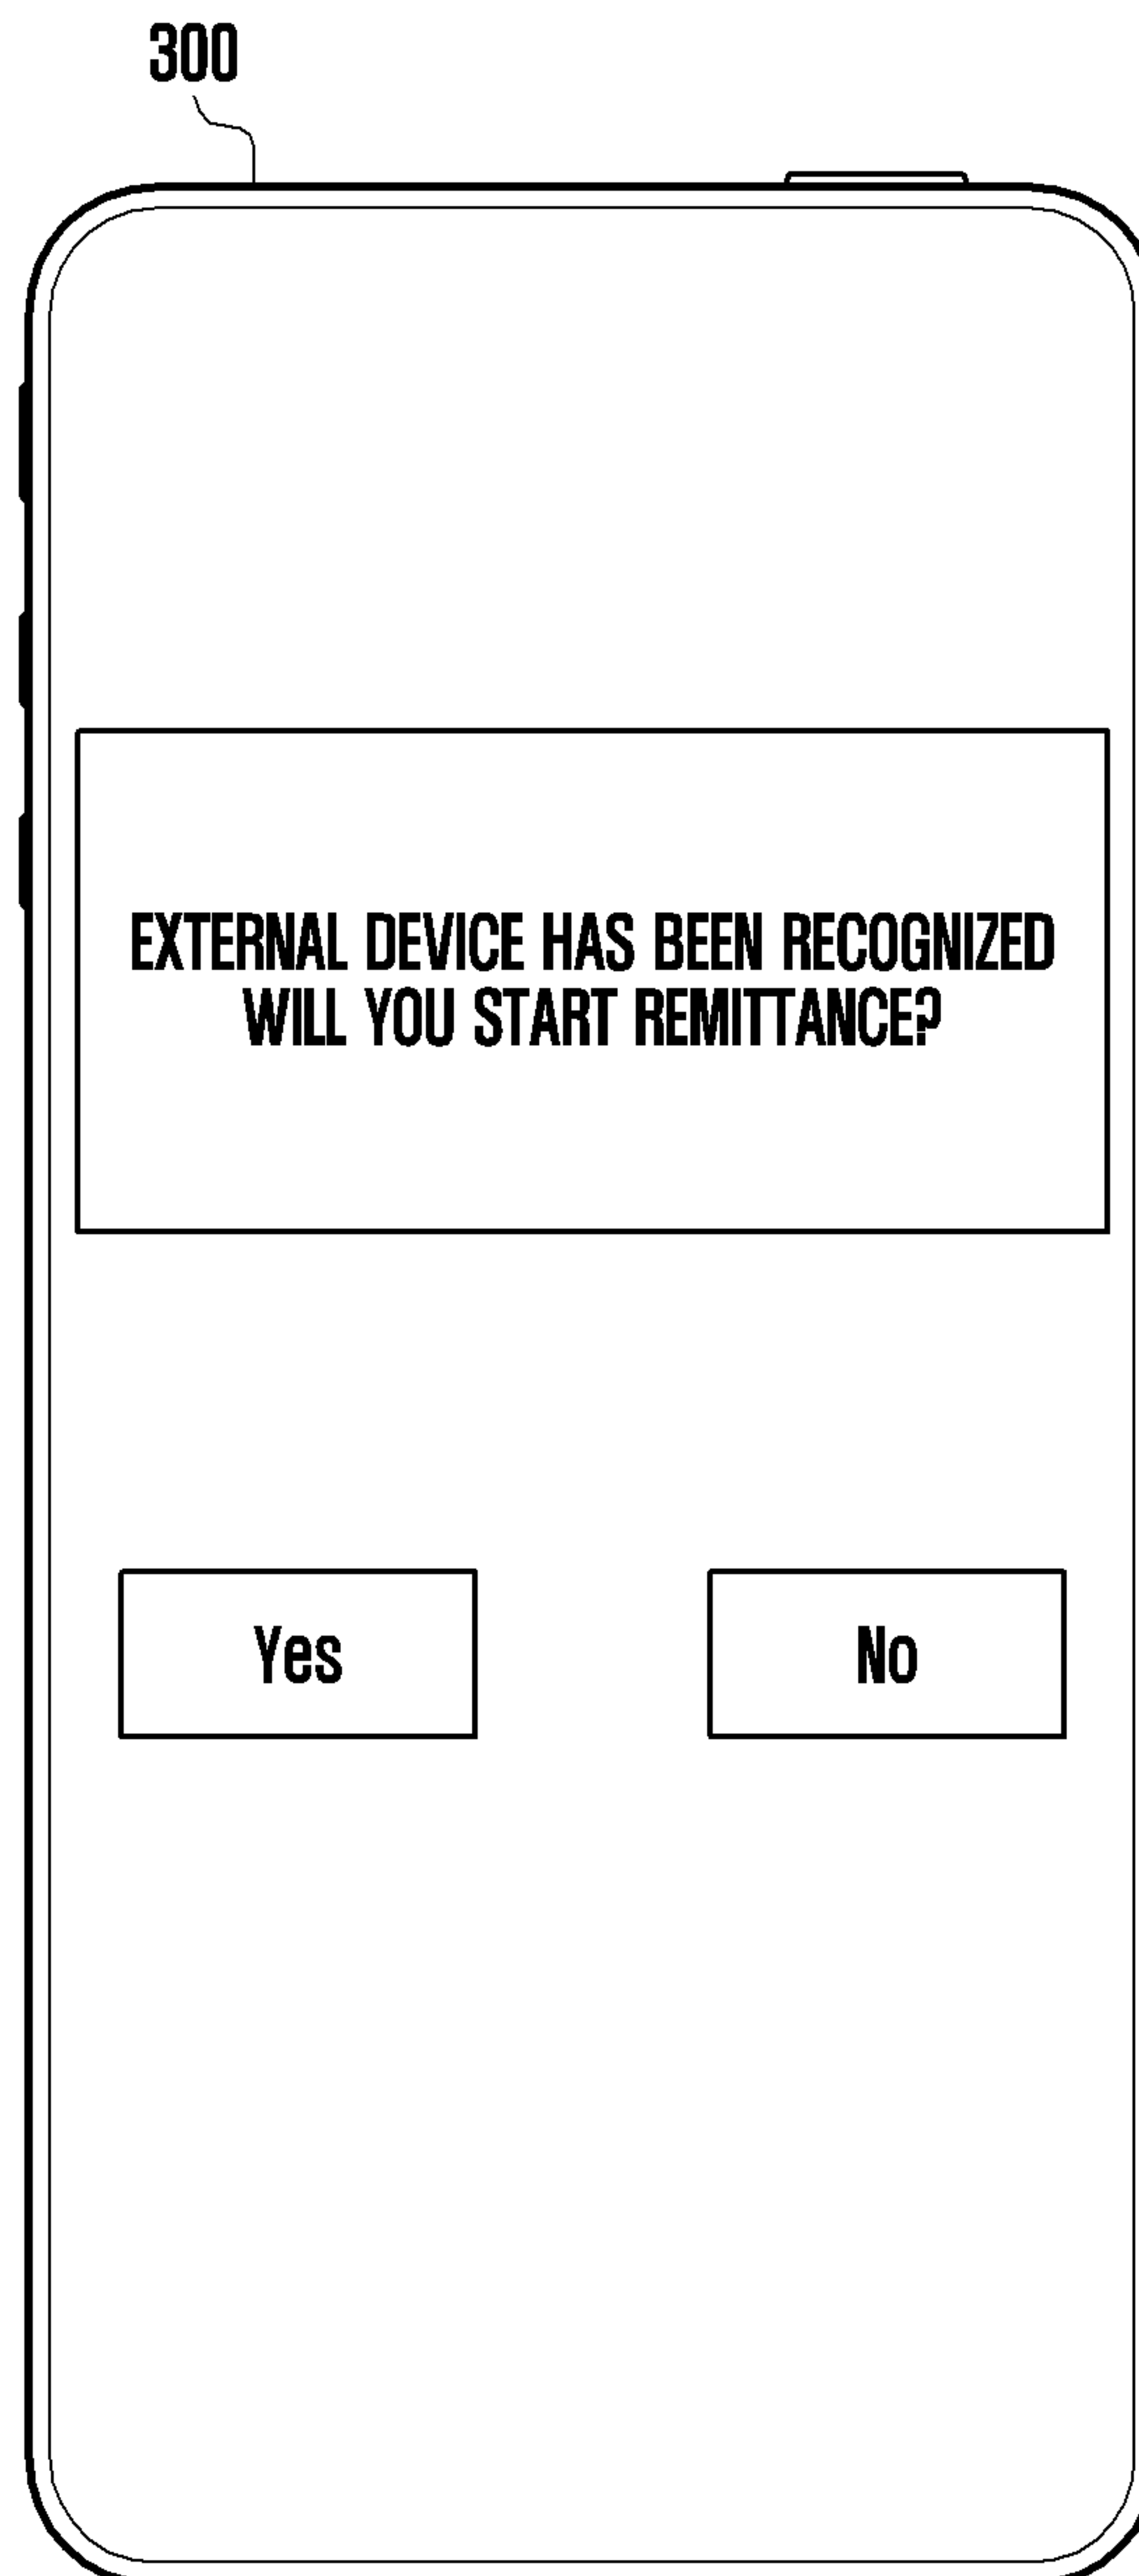 300
EXTERNAL DEVICE HAS BEEN RECOGNIZED
WILL YOU START REMITTANCE?
Yes
No